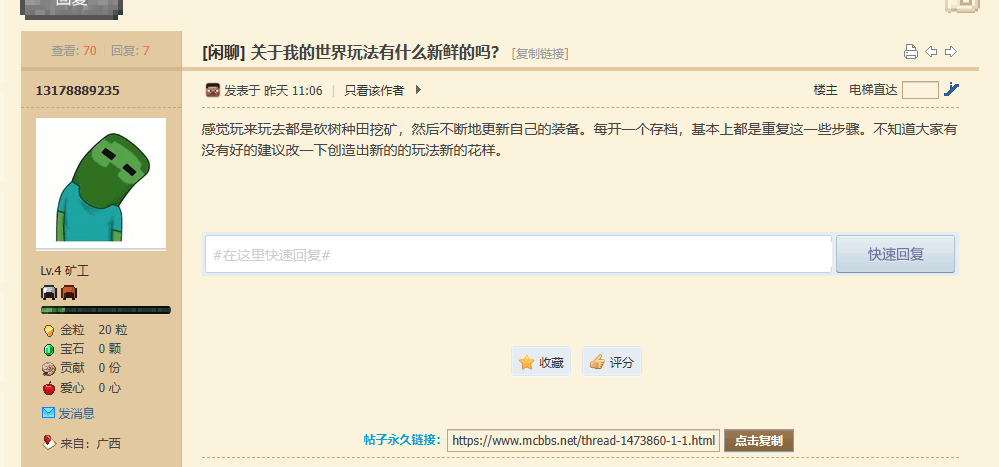 回复
查看: 70 | 回复: 7
[闲聊] 关于我的世界玩法有什么新鲜的吗? [复制链接]
13178889235
发表于 昨天 11:06 | 只看该作者
楼主 电梯直达
感觉玩来玩去都是砍树种田挖矿，然后不断地更新自己的装备。每开一个存档，基本上都是重复这一些步骤。不知道大家有
没有好的建议改一下创造出新的的玩法新的花样。
#在这里快速回复#
快速回复
Lv.4 矿工
金粒 20 粒
宝石 0 颗
贡献 0 份
爱心 0 心
发消息
来自：广西
收藏
评分
帖子永久链接:
https://www.mcbbs.net/thread-1473860-1-1.html
点击复制